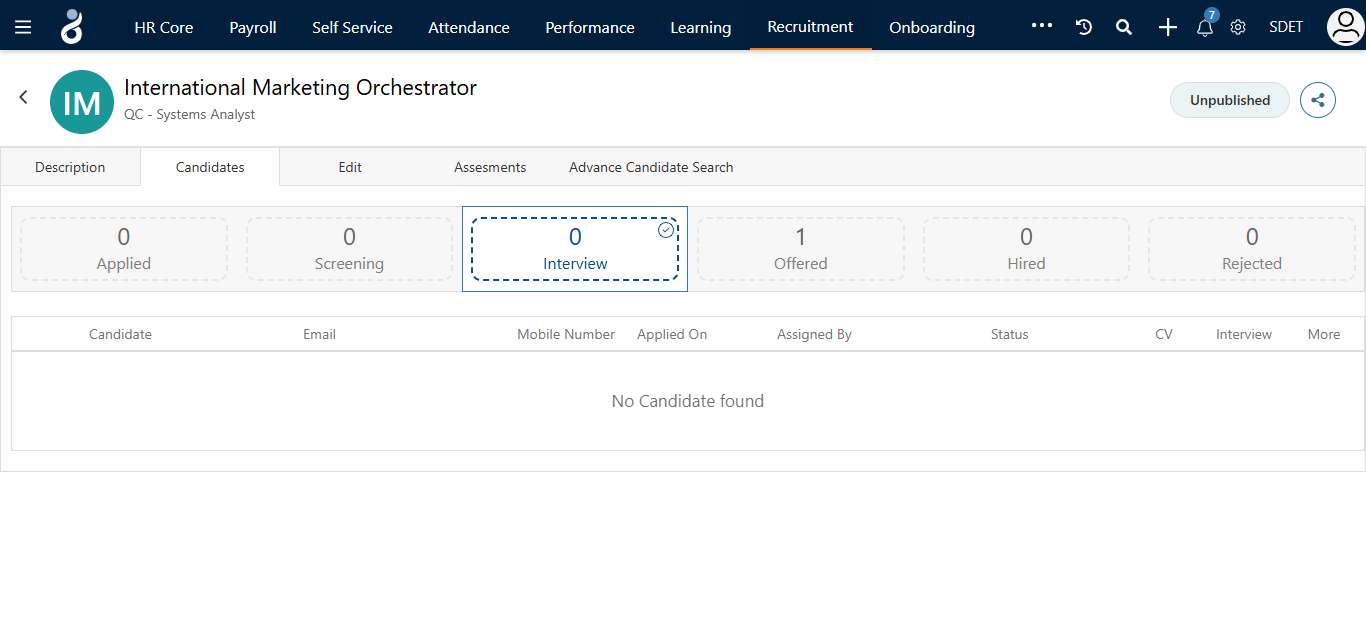 HR Core Payroll Self Service Attendance Performance Learning Recruitment Onboarding 7 SDET
IM International Marketing Orchestrator
QC - Systems Analyst
Unpublished
Description Candidates Edit Assesments Advance Candidate Search
0 0 0 1 0 0
Applied Screening Interview Offered Hired Rejected
Candidate Email Mobile Number Applied On Assigned By Status CV Interview More
No Candidate found